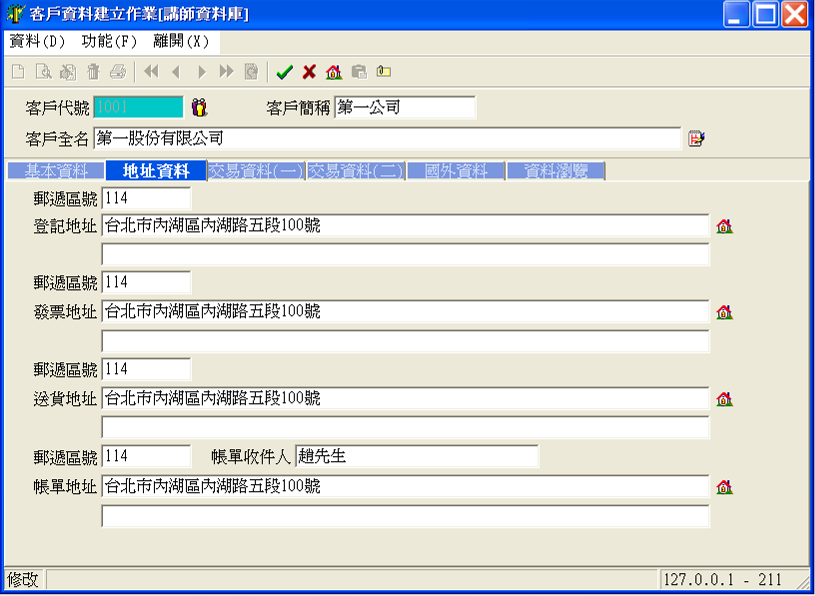 客戶資料建立作業[講師資料庫]
資料(D) 功能(F) 離開(X)
客戶代號 1001 客戶簡稱 第一公司
客戶全名 第一股份有限公司
基本資料 地址資料 交易資料(一) 交易資料(二) 國外資料 資料瀏覽
郵遞區號 114
登記地址 台北市內湖區內湖路五段100號
郵遞區號 114
發票地址 台北市內湖區內湖路五段100號
郵遞區號 114
送貨地址 台北市內湖區內湖路五段100號
郵遞區號 114 帳單收件人 趙先生
帳單地址 台北市內湖區內湖路五段100號
修改 127.0.0.1 - 211